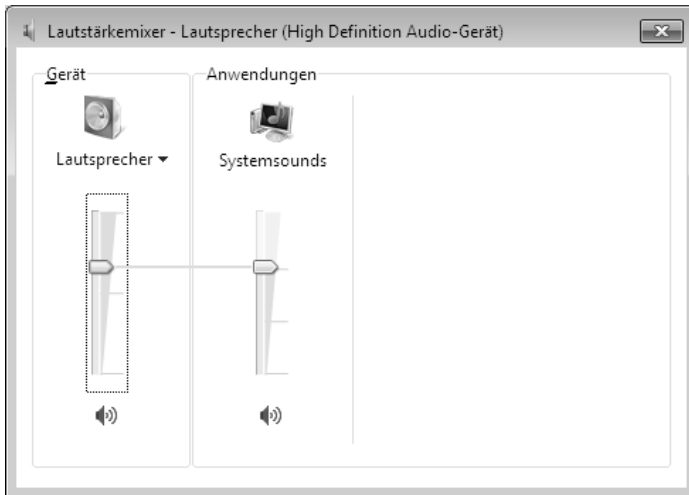 Lautstärkemixer - Lautsprecher (High Definition Audio-Gerät)
Gerät
Anwendungen
Lautsprecher
Systemsounds